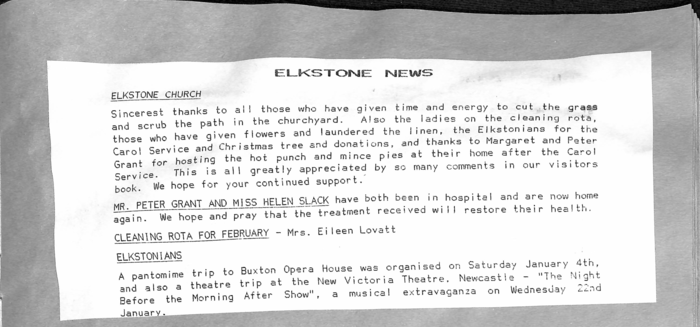 ELKSTONE NEWS
ELKSTONE CHURCH
Sincerest thanks to all those who have given time and energy to cut the grass
and scrub the path in the churchyard. Also the ladies on the cleaning rota,
those who have given flowers and laundered the linen, the Elkstonians for the
Carol Service and Christmas tree and donations, and thanks to Margaret and Peter
Grant for hosting the hot punch and mince pies at their home after the Carol
Service. This is all greatly appreciated by so many comments in our visitors
book. We hope for your continued support.
MR. PETER GRANT AND MISS HELEN SLACK have both been in hospital and are now home
again. We hope and pray that the treatment received will restore their health.
CLEANING ROTA FOR FEBRUARY - Mrs. Eileen Lovatt
ELKSTONIANS
A pantomime trip to Buxton Opera House was organised on Saturday January 4th,
and also a theatre trip at the New Victoria Theatre, Newcastle - "The Night
Before the Morning After Show", a musical extravaganza on Wednesday 22nd
January.